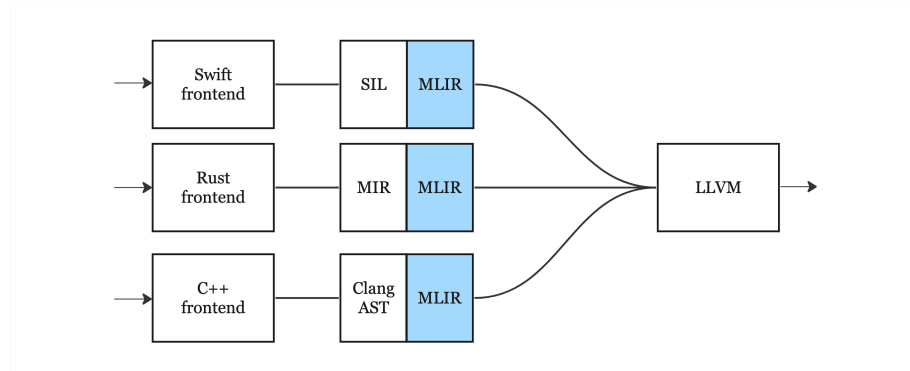 Swift
frontend
SIL
MLIR
Rust
frontend
MIR
MLIR
LLVM
C++
frontend
Clang
AST
MLIR